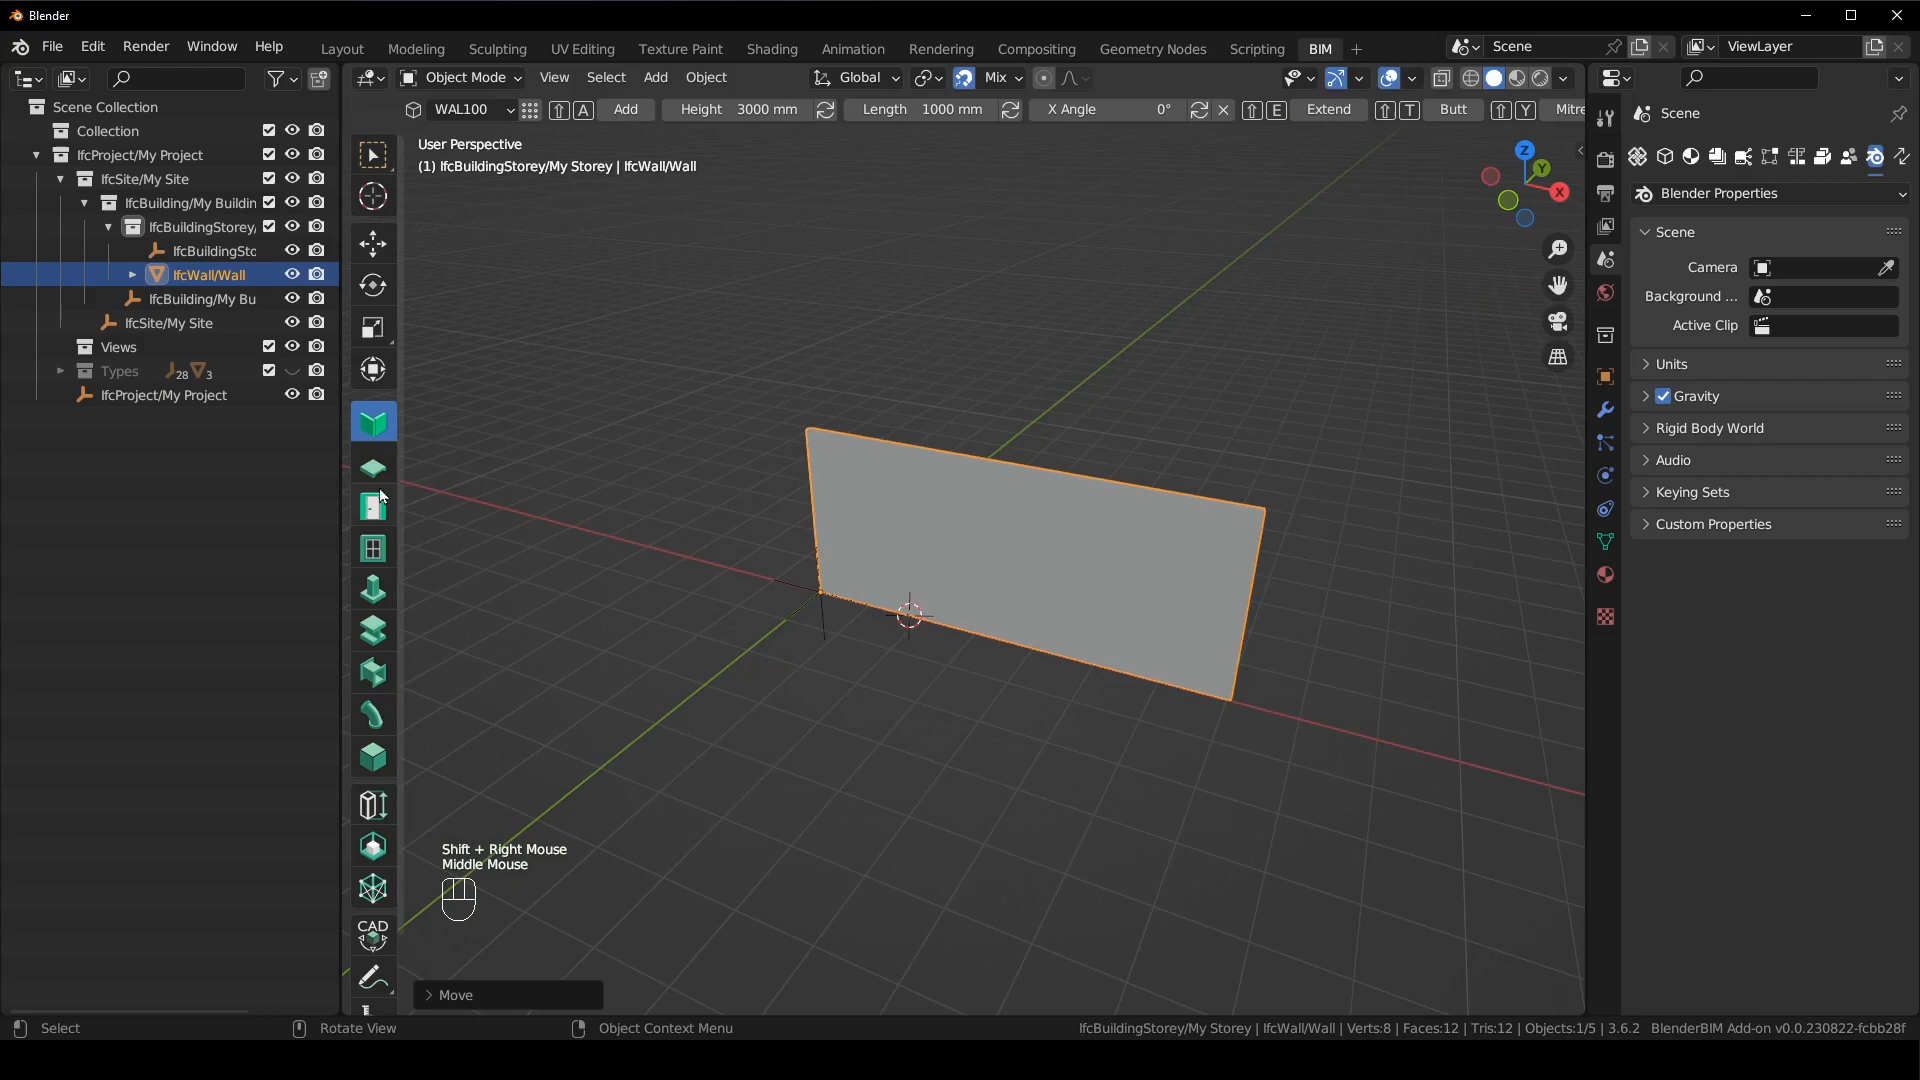 Blender
File Edit Render Window Help
Layout Modeling Sculpting UV Editing Texture Paint Shading Animation Rendering Compositing Geometry Nodes Scripting BIM
Scene
ViewLayer
Object Mode View Select Add Object
Global
Mix
WAL100
A Add
Height 3000 mm
Length 1000 mm
X Angle 0°
E Extend
T Butt
Y Mitre
Scene Collection
Collection
IfcProject/My Project
IfcSite/My Site
IfcBuilding/My Buildin
IfcBuildingStorey/
IfcBuildingSto
IfcWall/Wall
IfcBuilding/My Bu
IfcSite/My Site
Views
Types 28 3
IfcProject/My Project
User Perspective
(1) IfcBuildingStorey/My Storey | IfcWall/Wall
Z
Y
X
CAD
Shift + Right Mouse
Middle Mouse
Move
Scene
Blender Properties
Scene
Camera
Background ...
Active Clip
Units
Gravity
Rigid Body World
Audio
Keying Sets
Custom Properties
Select
Rotate View
Object Context Menu
IfcBuildingStorey/My Storey | IfcWall/Wall | Verts:8 | Faces:12 | Tris:12 | Objects:1/5 | 3.6.2 BlenderBIM Add-on v0.0.230822-fcbb28f